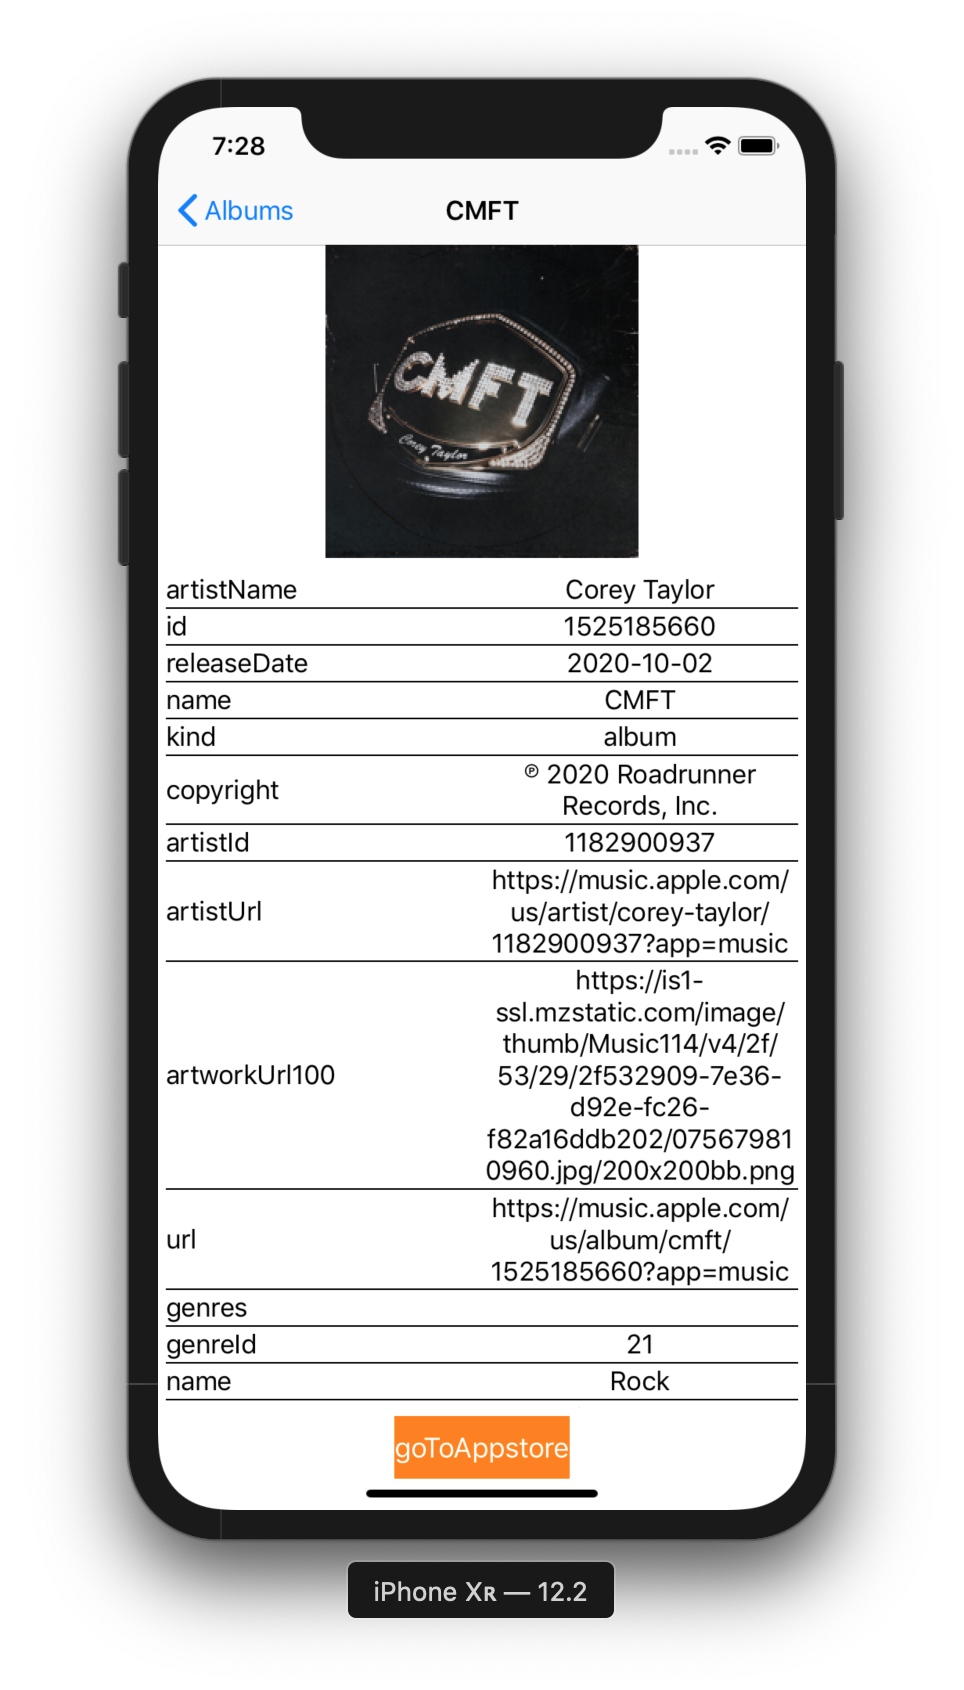 7:28
Albums
CMFT
CMFT
Corey Taylor
artistName Corey Taylor
id 1525185660
releaseDate 2020-10-02
name CMFT
kind album
copyright ℗ 2020 Roadrunner
Records, Inc.
artistId 1182900937
artistUrl https://music.apple.com/
us/artist/corey-taylor/
1182900937?app=music
artworkUrl100 https://is1-
ssl.mzstatic.com/image/
thumb/Music114/v4/2f/
53/29/2f532909-7e36-
d92e-fc26-
f82a16ddb202/07567981
0960.jpg/200x200bb.png
url https://music.apple.com/
us/album/cmft/
1525185660?app=music
genres
genreId 21
name Rock
goToAppstore
iPhone Xʀ — 12.2